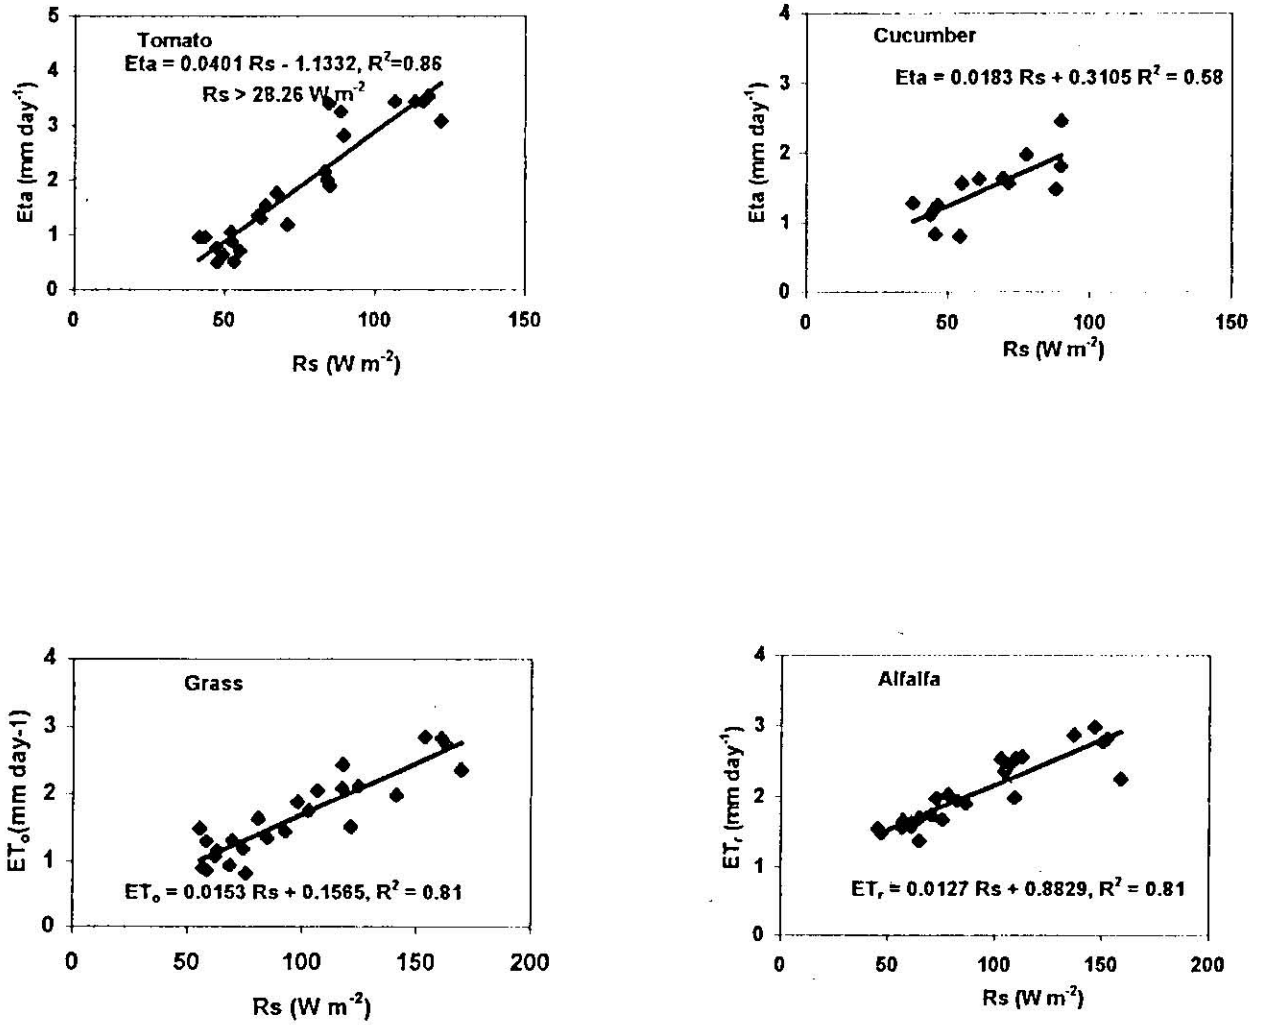 Tomato
Eta = 0.0401 Rs - 1.1332, R²=0.86
Rs > 28.26 W m⁻²
Eta (mm day⁻¹)
5
4
3
2
1
0
0 50 100 150
Rs (W m⁻²)
Cucumber
Eta = 0.0183 Rs + 0.3105 R² = 0.58
Eta (mm day⁻¹)
4
3
2
1
0
0 50 100 150
Rs (W m⁻²)
Grass
ETₒ = 0.0153 Rs + 0.1565, R² = 0.81
ETₒ(mm day-1)
4
3
2
1
0
0 50 100 150 200
Rs (W m⁻²)
Alfalfa
ETᵣ = 0.0127 Rs + 0.8829, R² = 0.81
ETᵣ (mm day⁻¹)
4
3
2
1
0
0 50 100 150 200
Rs (W m⁻²)